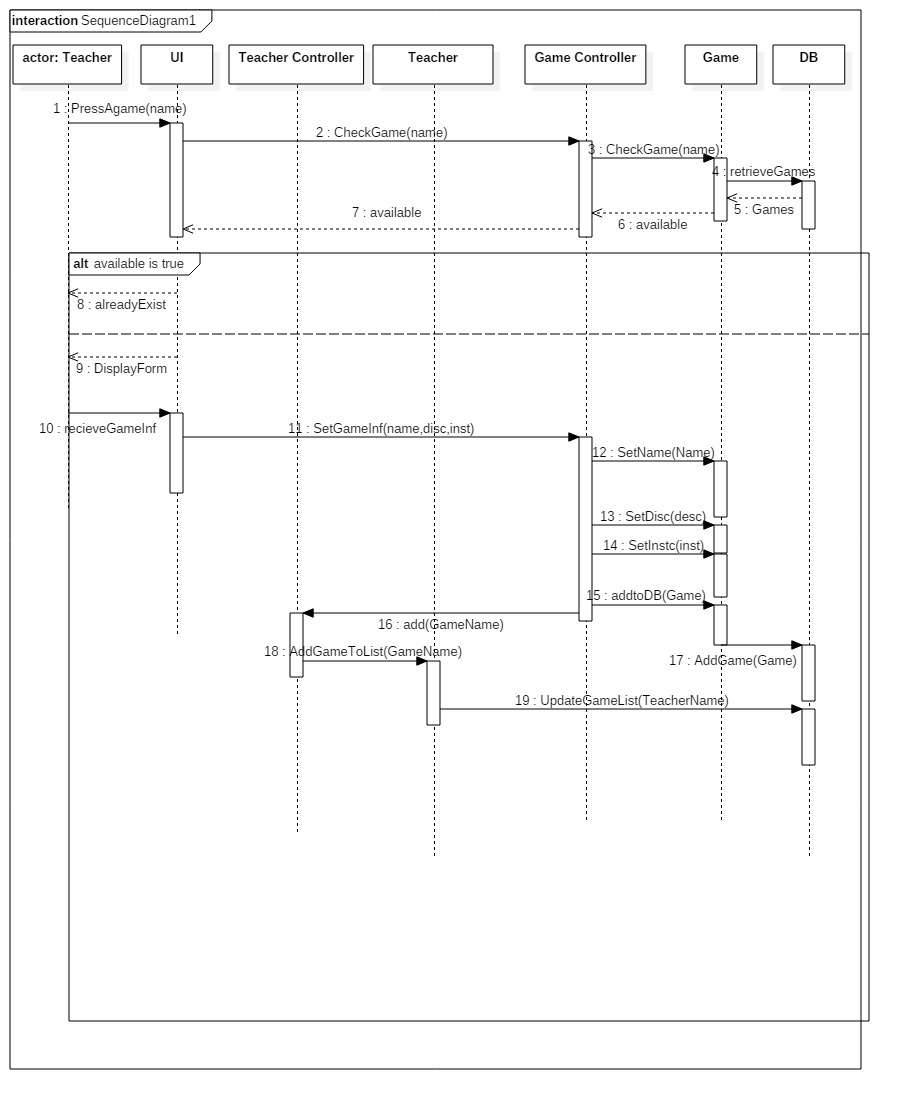 interaction SequenceDiagram1
actor: Teacher
UI
Teacher Controller
Teacher
Game Controller
Game
DB
1 : PressAgame(name)
2 : CheckGame(name)
3 : CheckGame(name)
4 : retrieveGames
5 : Games
6 : available
7 : available
alt available is true
8 : alreadyExist
9 : DisplayForm
10 : recieveGameInf
11 : SetGameInf(name,disc,inst)
12 : SetName(Name)
13 : SetDisc(desc)
14 : SetInstc(inst)
15 : addtoDB(Game)
16 : add(GameName)
17 : AddGame(Game)
18 : AddGameToList(GameName)
19 : UpdateGameList(TeacherName)